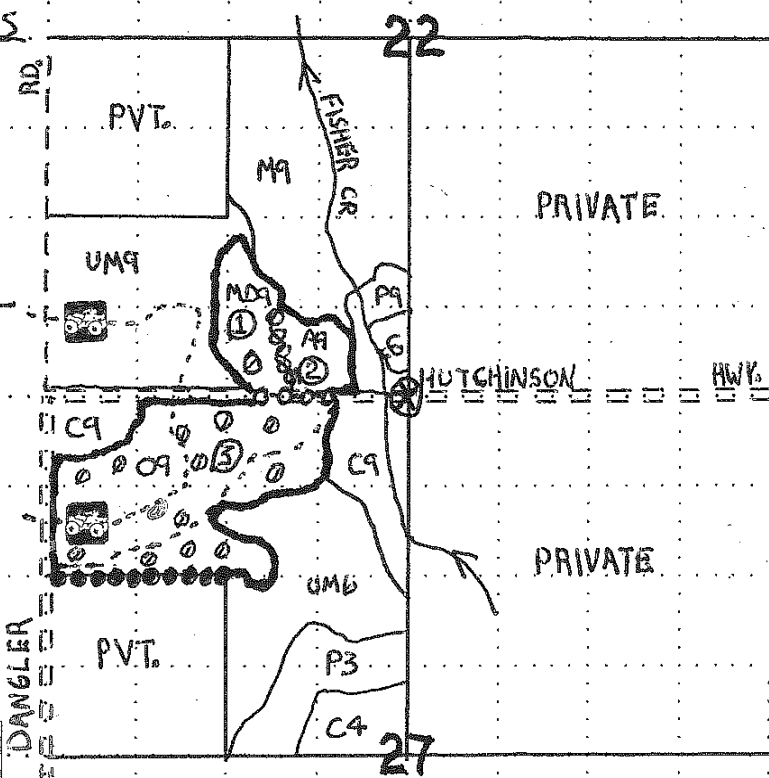 S.
22
RD.
PVT.
FISHER CR.
M9
PRIVATE
UM9
MD9
P9
1
A9
G
2
HUTCHINSON HWY.
C9
O9
3
C9
PRIVATE
UM6
DANGLER
PVT.
P3
C4
27